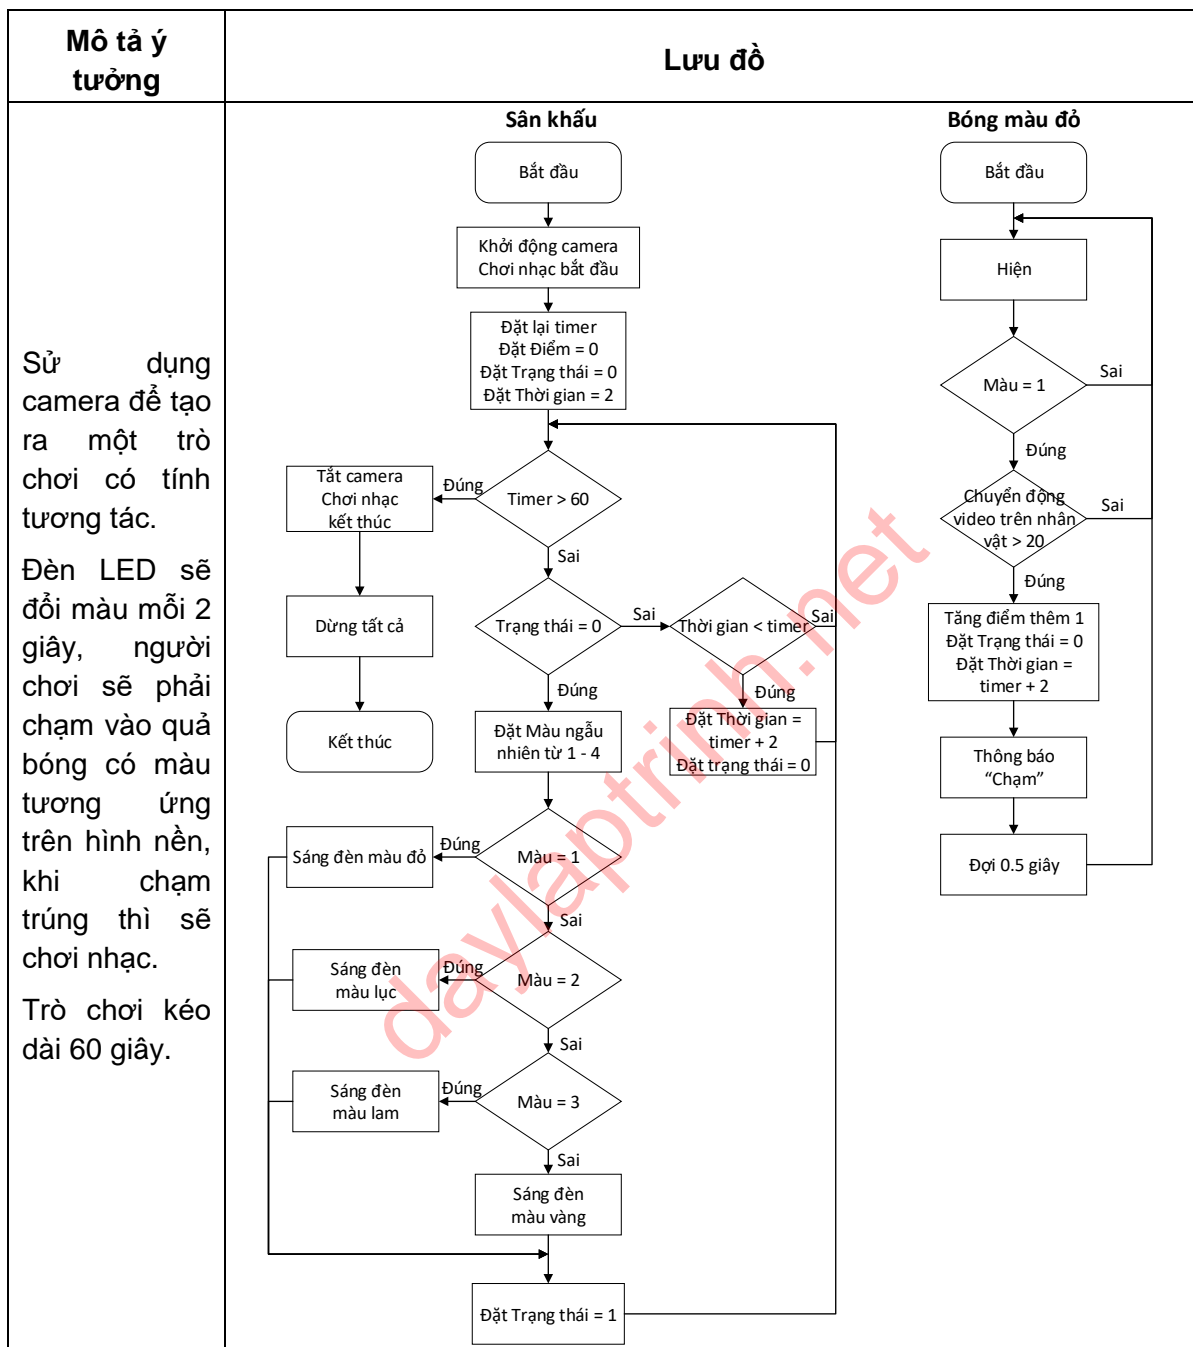 Mô tả ý
tưởng
Lưu đồ
Sử dụng
camera để tạo
ra một trò
chơi có tính
tương tác.
Đèn LED sẽ
đổi màu mỗi 2
giây, người
chơi sẽ phải
chạm vào quả
bóng có màu
tương ứng
trên hình nền,
khi chạm
trúng thì sẽ
chơi nhạc.
Trò chơi kéo
dài 60 giây.
Sân khấu
Bắt đầu
Khởi động camera
Chơi nhạc bắt đầu
Đặt lại timer
Đặt Điểm = 0
Đặt Trạng thái = 0
Đặt Thời gian = 2
Timer > 60
Đúng
Tắt camera
Chơi nhạc
kết thúc
Dừng tất cả
Kết thúc
Sai
Trạng thái = 0
Sai
Thời gian < timer
Sai
Đúng
Đặt Thời gian =
timer + 2
Đặt trạng thái = 0
Đúng
Đặt Màu ngẫu
nhiên từ 1 - 4
Màu = 1
Đúng
Sáng đèn màu đỏ
Sai
Màu = 2
Đúng
Sáng đèn
màu lục
Sai
Màu = 3
Đúng
Sáng đèn
màu lam
Sai
Sáng đèn
màu vàng
Đặt Trạng thái = 1
Bóng màu đỏ
Bắt đầu
Hiện
Màu = 1
Sai
Đúng
Chuyển động
video trên nhân
vật > 20
Sai
Đúng
Tăng điểm thêm 1
Đặt Trạng thái = 0
Đặt Thời gian =
timer + 2
Thông báo
“Chạm”
Đợi 0.5 giây
daylaptrinh.net